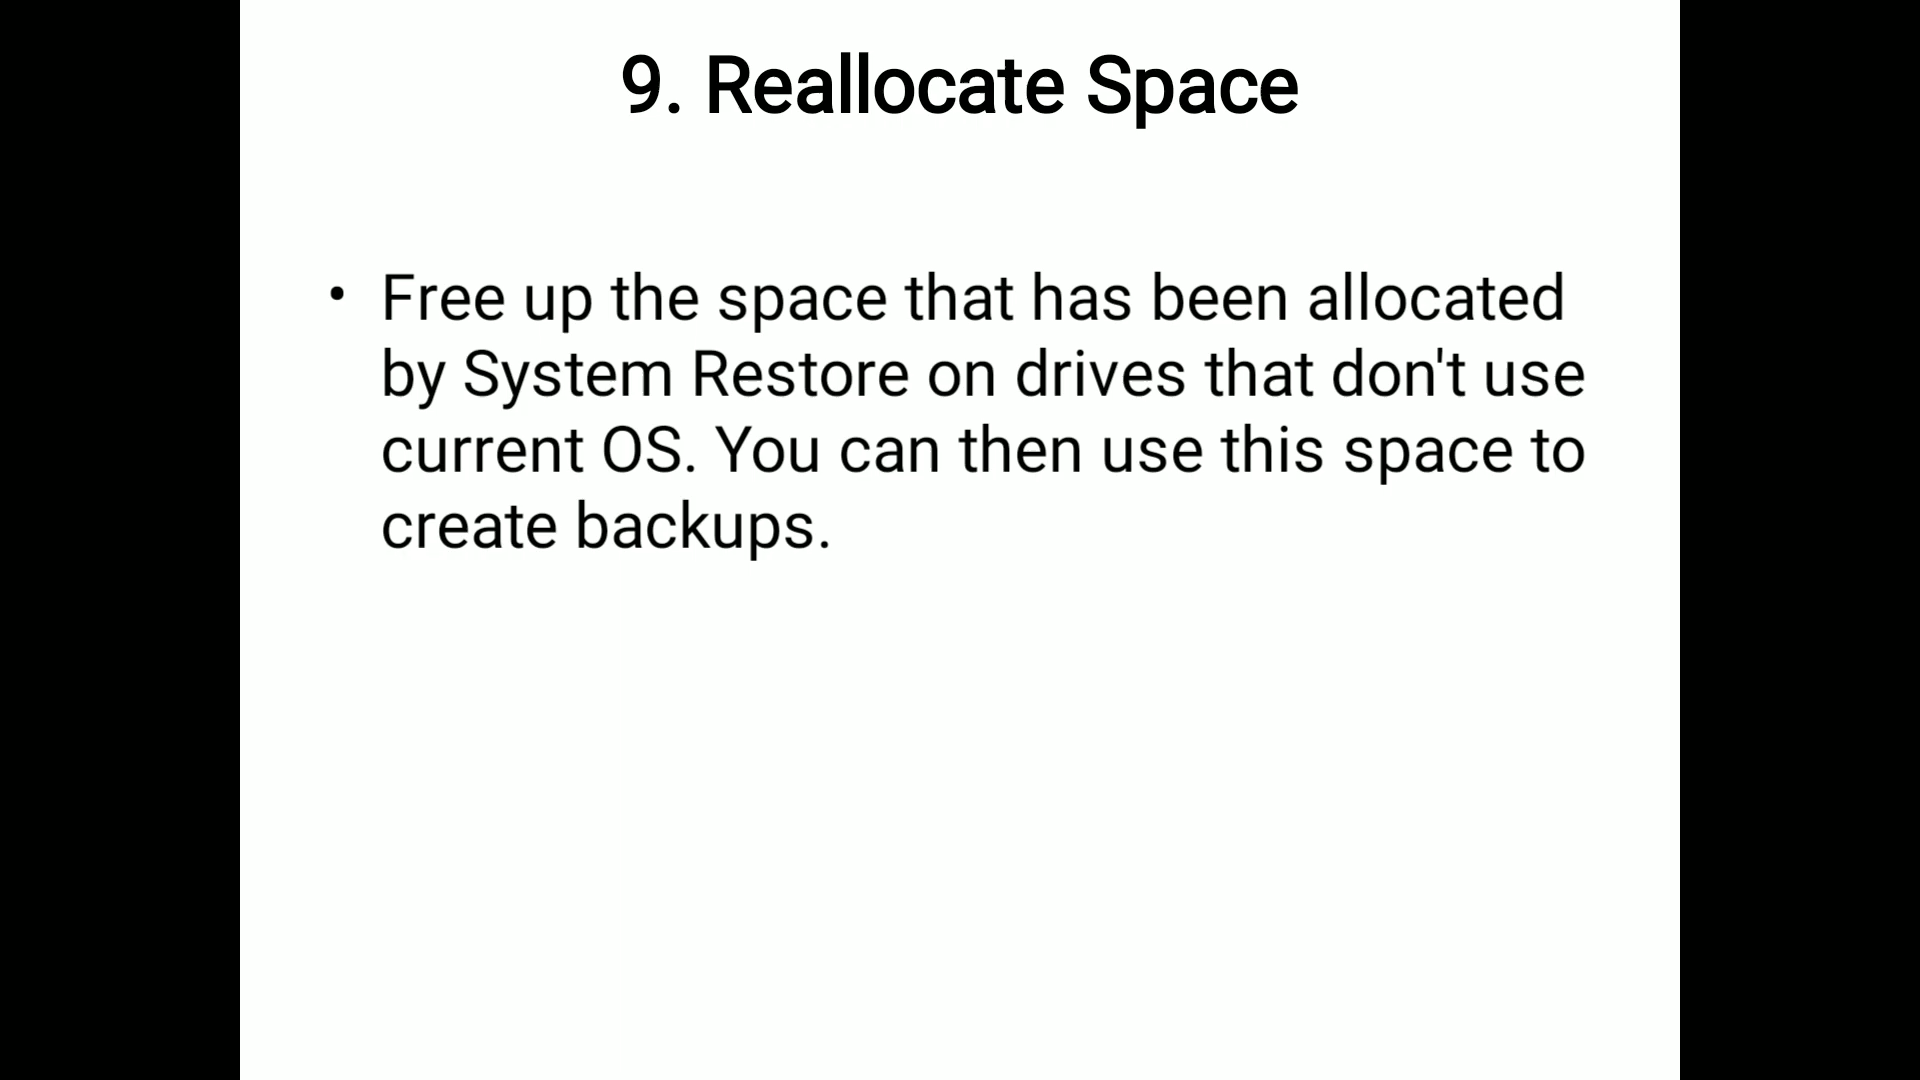 9. Reallocate Space
• Free up the space that has been allocated
by System Restore on drives that don't use
current OS. You can then use this space to
create backups.